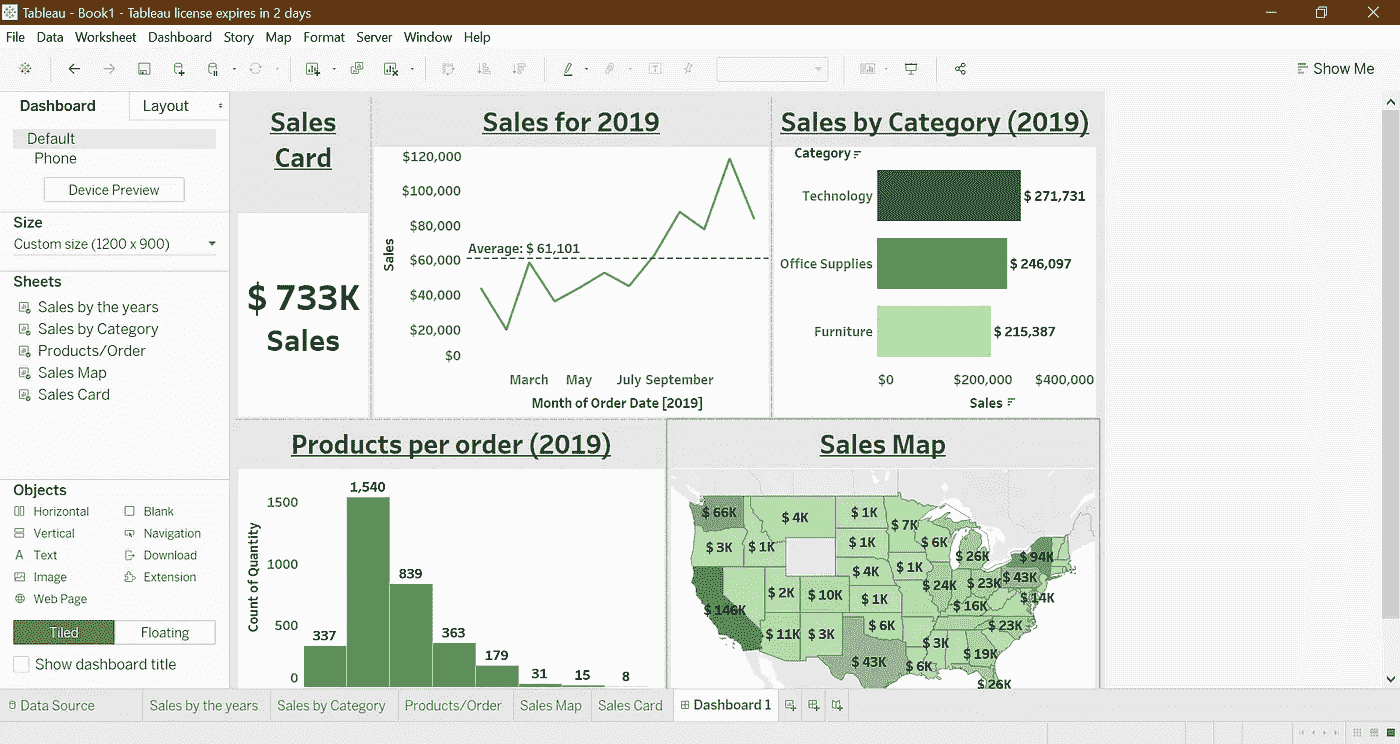 Tableau - Book1 - Tableau license expires in 2 days
File Data Worksheet Dashboard Story Map Format Server Window Help
Show Me
Dashboard Layout
Default
Phone
Device Preview
Size
Custom size (1200 x 900)
Sheets
Sales by the years
Sales by Category
Products/Order
Sales Map
Sales Card
Objects
Horizontal Blank
Vertical Navigation
A Text Download
Image Extension
Web Page
Tiled Floating
Show dashboard title
Sales
Card
$ 733K
Sales
Sales for 2019
$120,000
$100,000
$80,000
$60,000
$40,000
$20,000
$0
Sales
Average: $ 61,101
March May July September
Month of Order Date [2019]
Sales by Category (2019)
Category
Technology $ 271,731
Office Supplies $ 246,097
Furniture $ 215,387
$0 $200,000 $400,000
Sales
Products per order (2019)
Count of Quantity
1500
1000
500
0
337
1,540
839
363
179
31
15
8
Sales Map
$ 66K
$ 4K
$ 1K
$ 7K
$ 3K
$ 1K
$ 1K
$ 6K
$ 26K
$ 94K
$ 4K
$ 1K
$ 24K
$ 23K
$ 43K
$ 146K
$ 2K
$ 10K
$ 1K
$ 16K
$ 14K
$ 11K
$ 3K
$ 6K
$ 23K
$ 43K
$ 6K
$ 3K
$ 19K
$ 26K
Data Source Sales by the years Sales by Category Products/Order Sales Map Sales Card Dashboard 1